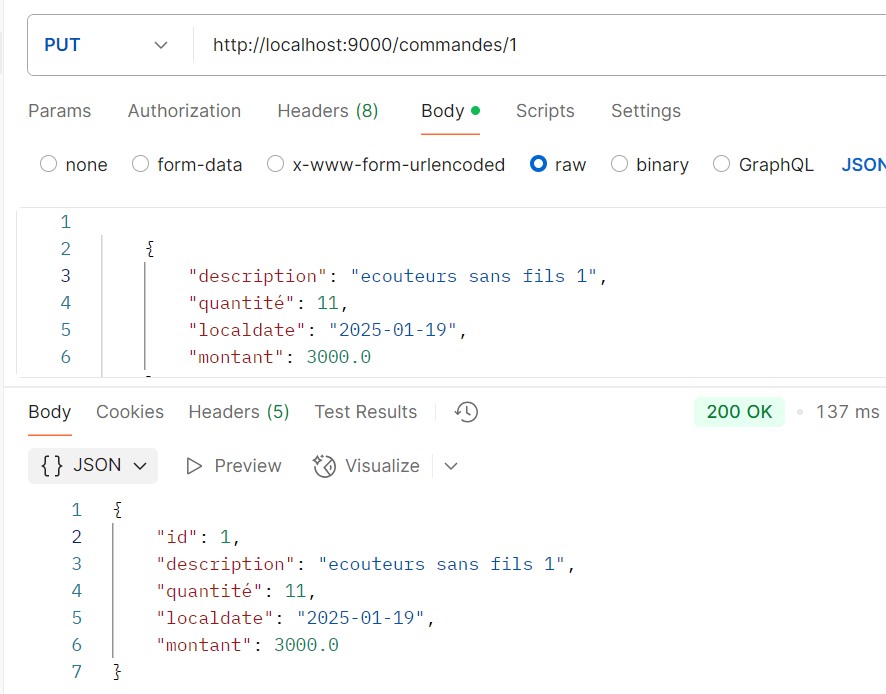 PUT http://localhost:9000/commandes/1
Params Authorization Headers (8) Body Scripts Settings
none form-data x-www-form-urlencoded raw binary GraphQL JSON
1
2 {
3 "description": "ecouteurs sans fils 1",
4 "quantité": 11,
5 "localdate": "2025-01-19",
6 "montant": 3000.0
Body Cookies Headers (5) Test Results 200 OK 137 ms
{} JSON Preview Visualize
1 {
2 "id": 1,
3 "description": "ecouteurs sans fils 1",
4 "quantité": 11,
5 "localdate": "2025-01-19",
6 "montant": 3000.0
7 }